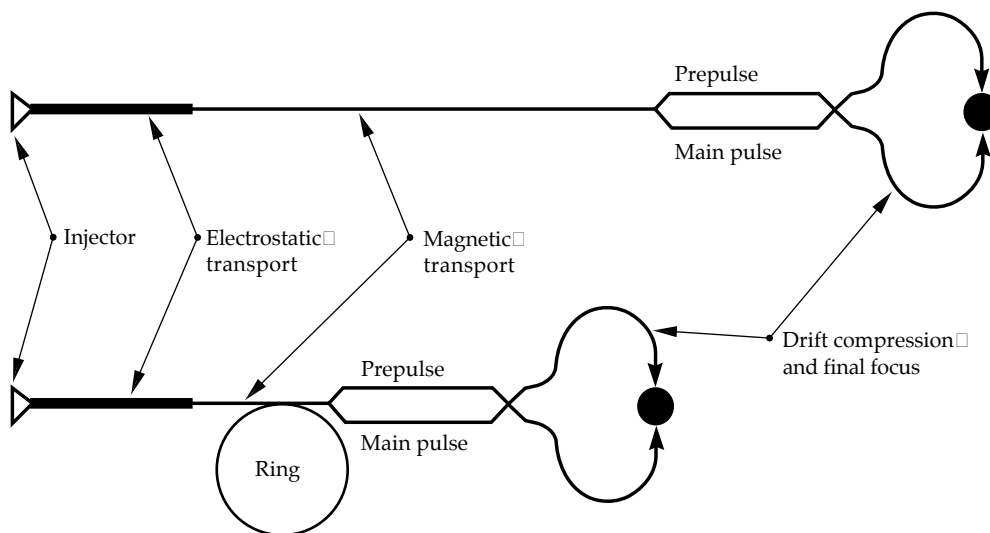 Prepulse
Main pulse
Injector
Electrostatic□
transport
Magnetic□
transport
Drift compression□
and final focus
Prepulse
Main pulse
Ring